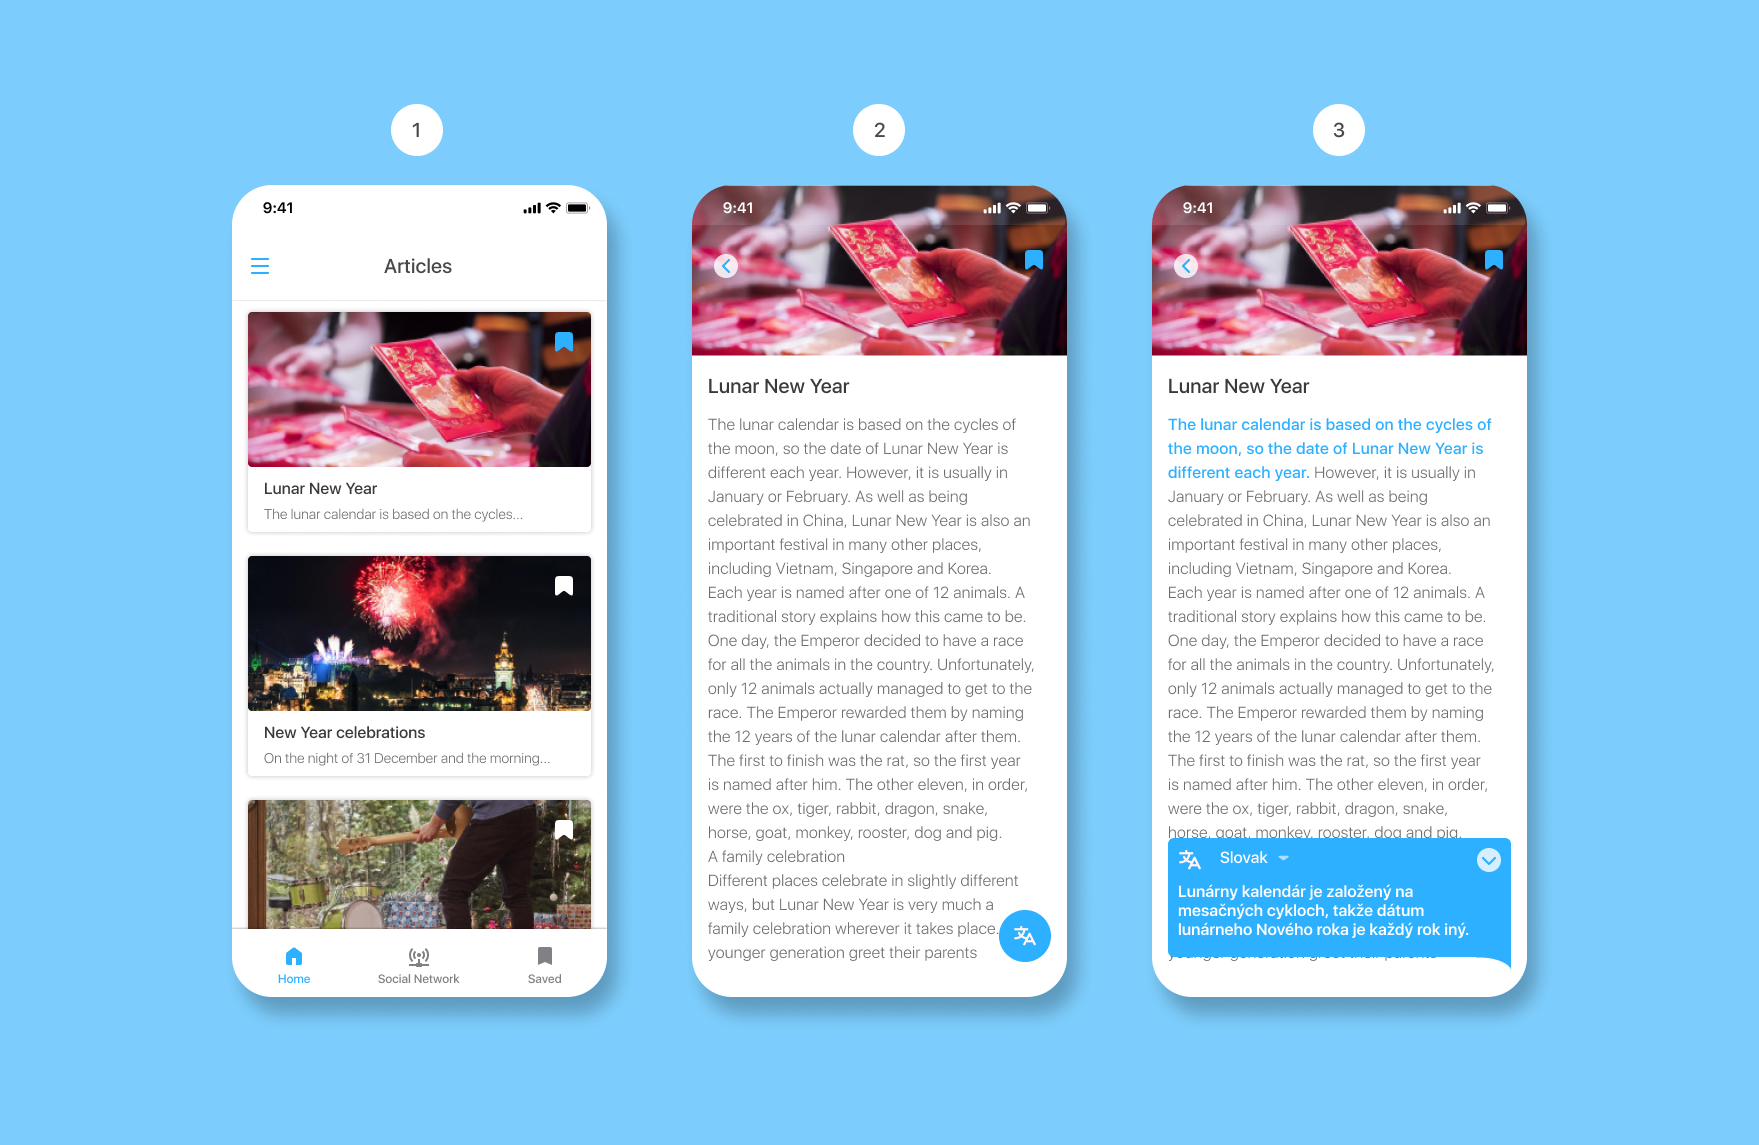 1
9:41
Articles
Lunar New Year
The lunar calendar is based on the cycles...
New Year celebrations
On the night of 31 December and the morning...
Home
Social Network
Saved
2
9:41
Lunar New Year
The lunar calendar is based on the cycles of
the moon, so the date of Lunar New Year is
different each year. However, it is usually in
January or February. As well as being
celebrated in China, Lunar New Year is also an
important festival in many other places,
including Vietnam, Singapore and Korea.
Each year is named after one of 12 animals. A
traditional story explains how this came to be.
One day, the Emperor decided to have a race
for all the animals in the country. Unfortunately,
only 12 animals actually managed to get to the
race. The Emperor rewarded them by naming
the 12 years of the lunar calendar after them.
The first to finish was the rat, so the first year
is named after him. The other eleven, in order,
were the ox, tiger, rabbit, dragon, snake,
horse, goat, monkey, rooster, dog and pig.
A family celebration
Different places celebrate in slightly different
ways, but Lunar New Year is very much a
family celebration wherever it takes place.
younger generation greet their parents
3
9:41
Lunar New Year
The lunar calendar is based on the cycles of
the moon, so the date of Lunar New Year is
different each year. However, it is usually in
January or February. As well as being
celebrated in China, Lunar New Year is also an
important festival in many other places,
including Vietnam, Singapore and Korea.
Each year is named after one of 12 animals. A
traditional story explains how this came to be.
One day, the Emperor decided to have a race
for all the animals in the country. Unfortunately,
only 12 animals actually managed to get to the
race. The Emperor rewarded them by naming
the 12 years of the lunar calendar after them.
The first to finish was the rat, so the first year
is named after him. The other eleven, in order,
were the ox, tiger, rabbit, dragon, snake,
horse, goat, monkey, rooster, dog and pig.
Slovak
Lunárny kalendár je založený na
mesačných cykloch, takže dátum
lunárneho Nového roka je každý rok iný.
younger generation greet their parents